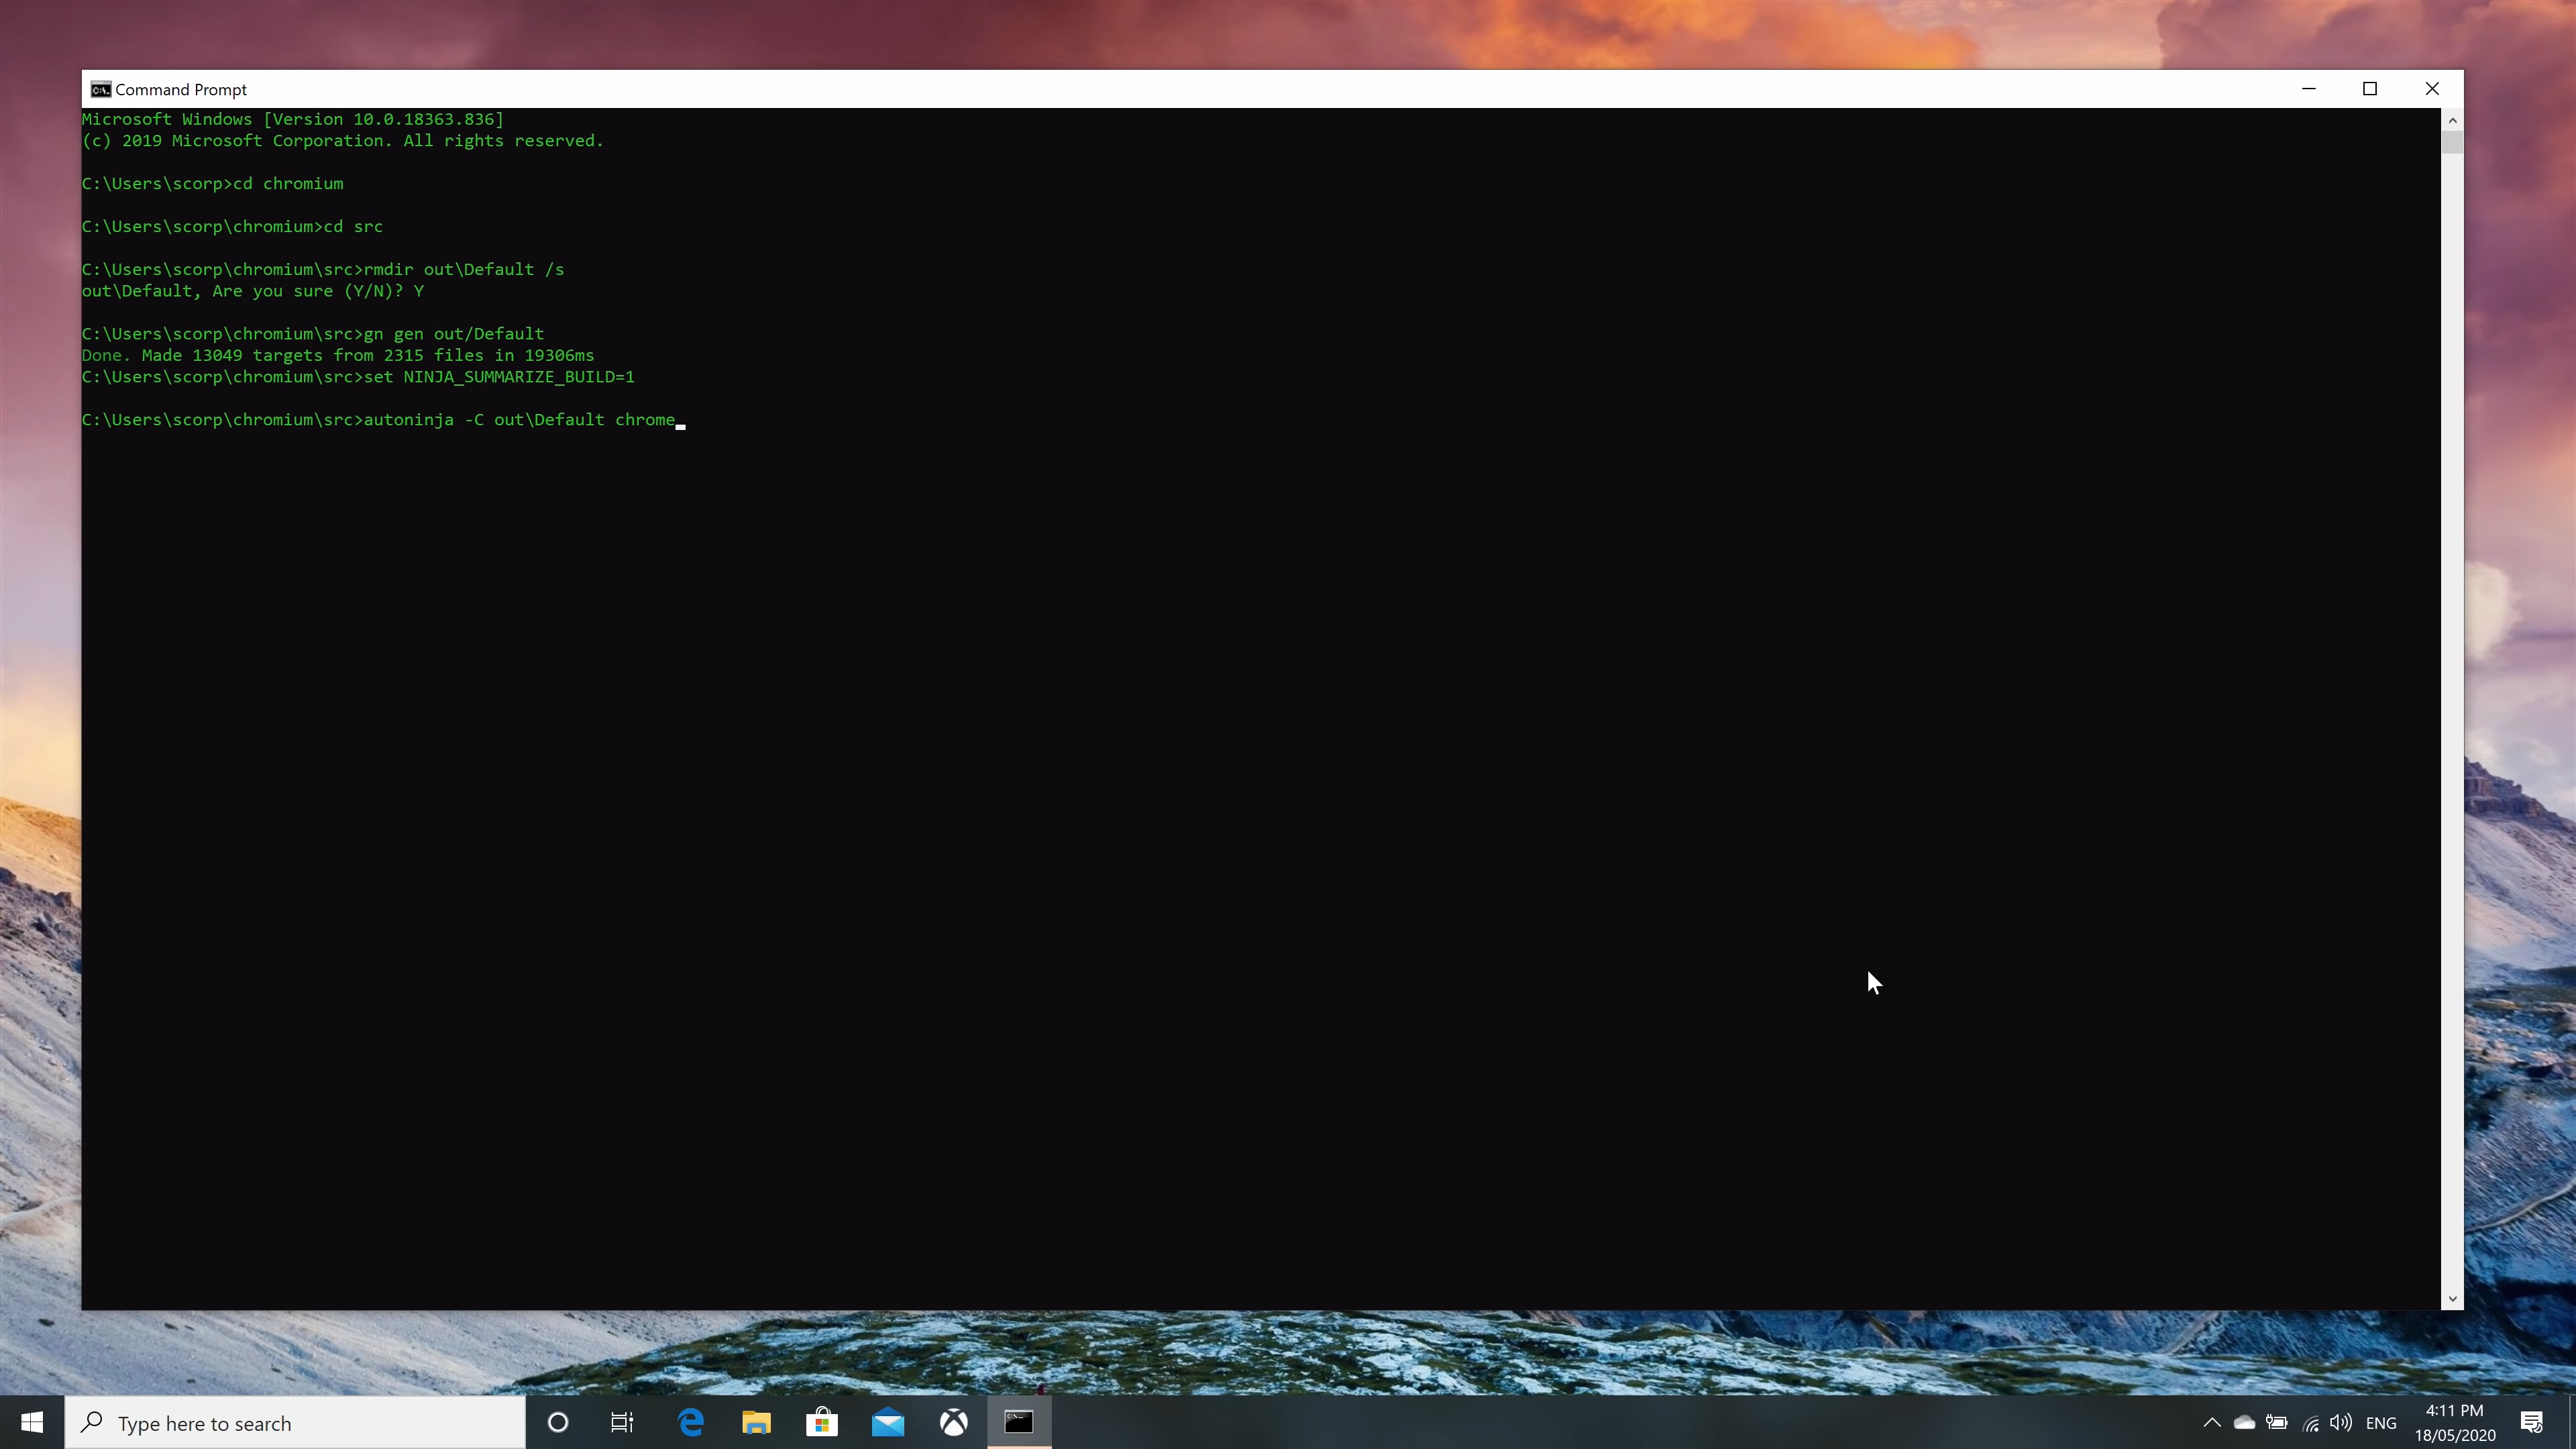 Command Prompt
Microsoft Windows [Version 10.0.18363.836]
(c) 2019 Microsoft Corporation. All rights reserved.
C:\Users\scorp>cd chromium
C:\Users\scorp\chromium>cd src
C:\Users\scorp\chromium\src>rmdir out\Default /s
out\Default, Are you sure (Y/N)? Y
C:\Users\scorp\chromium\src>gn gen out/Default
Done. Made 13049 targets from 2315 files in 19306ms
C:\Users\scorp\chromium\src>set NINJA_SUMMARIZE_BUILD=1
C:\Users\scorp\chromium\src>autoninja -C out\Default chrome
Type here to search
ENG
4:11 PM
18/05/2020